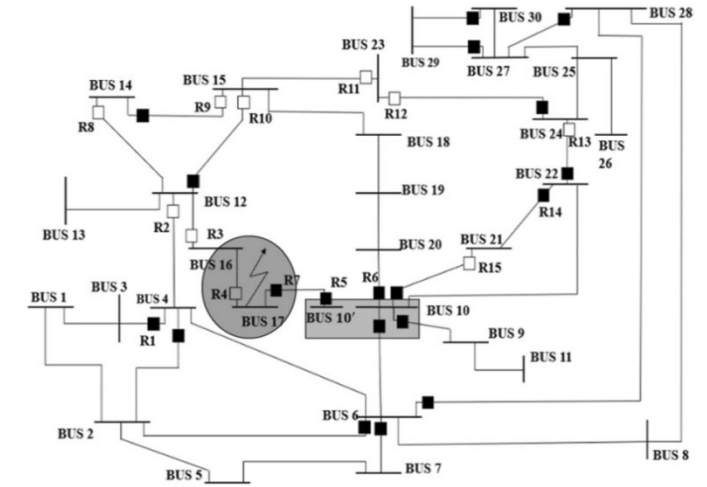 BUS 30
BUS 28
BUS 23
BUS 29
BUS 27
BUS 25
BUS 14
BUS 15
R11
R9
R10
R12
R8
BUS 24
R13
BUS 18
BUS
26
BUS 22
BUS 19
BUS 12
R14
R2
R3
BUS 13
BUS 20
BUS 21
BUS 16
R15
R7
R5
R6
BUS 3
BUS 1
BUS 4
R4
BUS 17
BUS 10′
BUS 10
R1
BUS 9
BUS 11
BUS 6
BUS 2
BUS 8
BUS 5
BUS 7